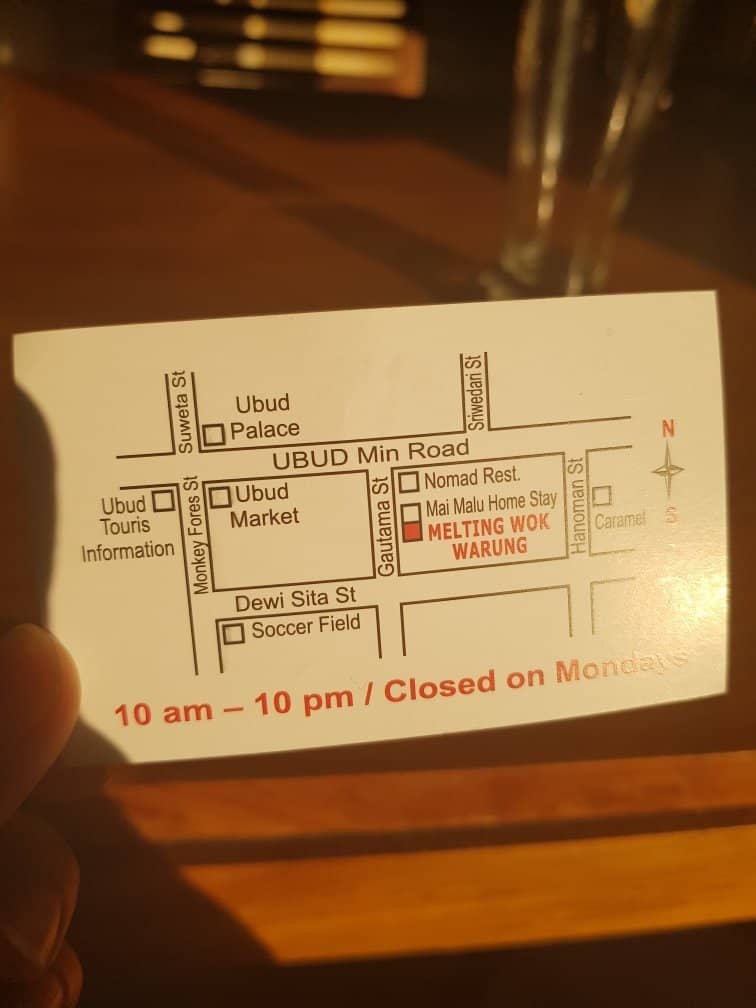 Suweta St
Ubud
Palace
Sriwedari St
UBUD Min Road
Ubud
Touris
Information
Monkey Fores St
Ubud
Market
Gautama St
Nomad Rest.
Mai Malu Home Stay
MELTING WOK
WARUNG
Hanoman St
Caramel
N
S
Dewi Sita St
Soccer Field
10 am – 10 pm / Closed on Mondays